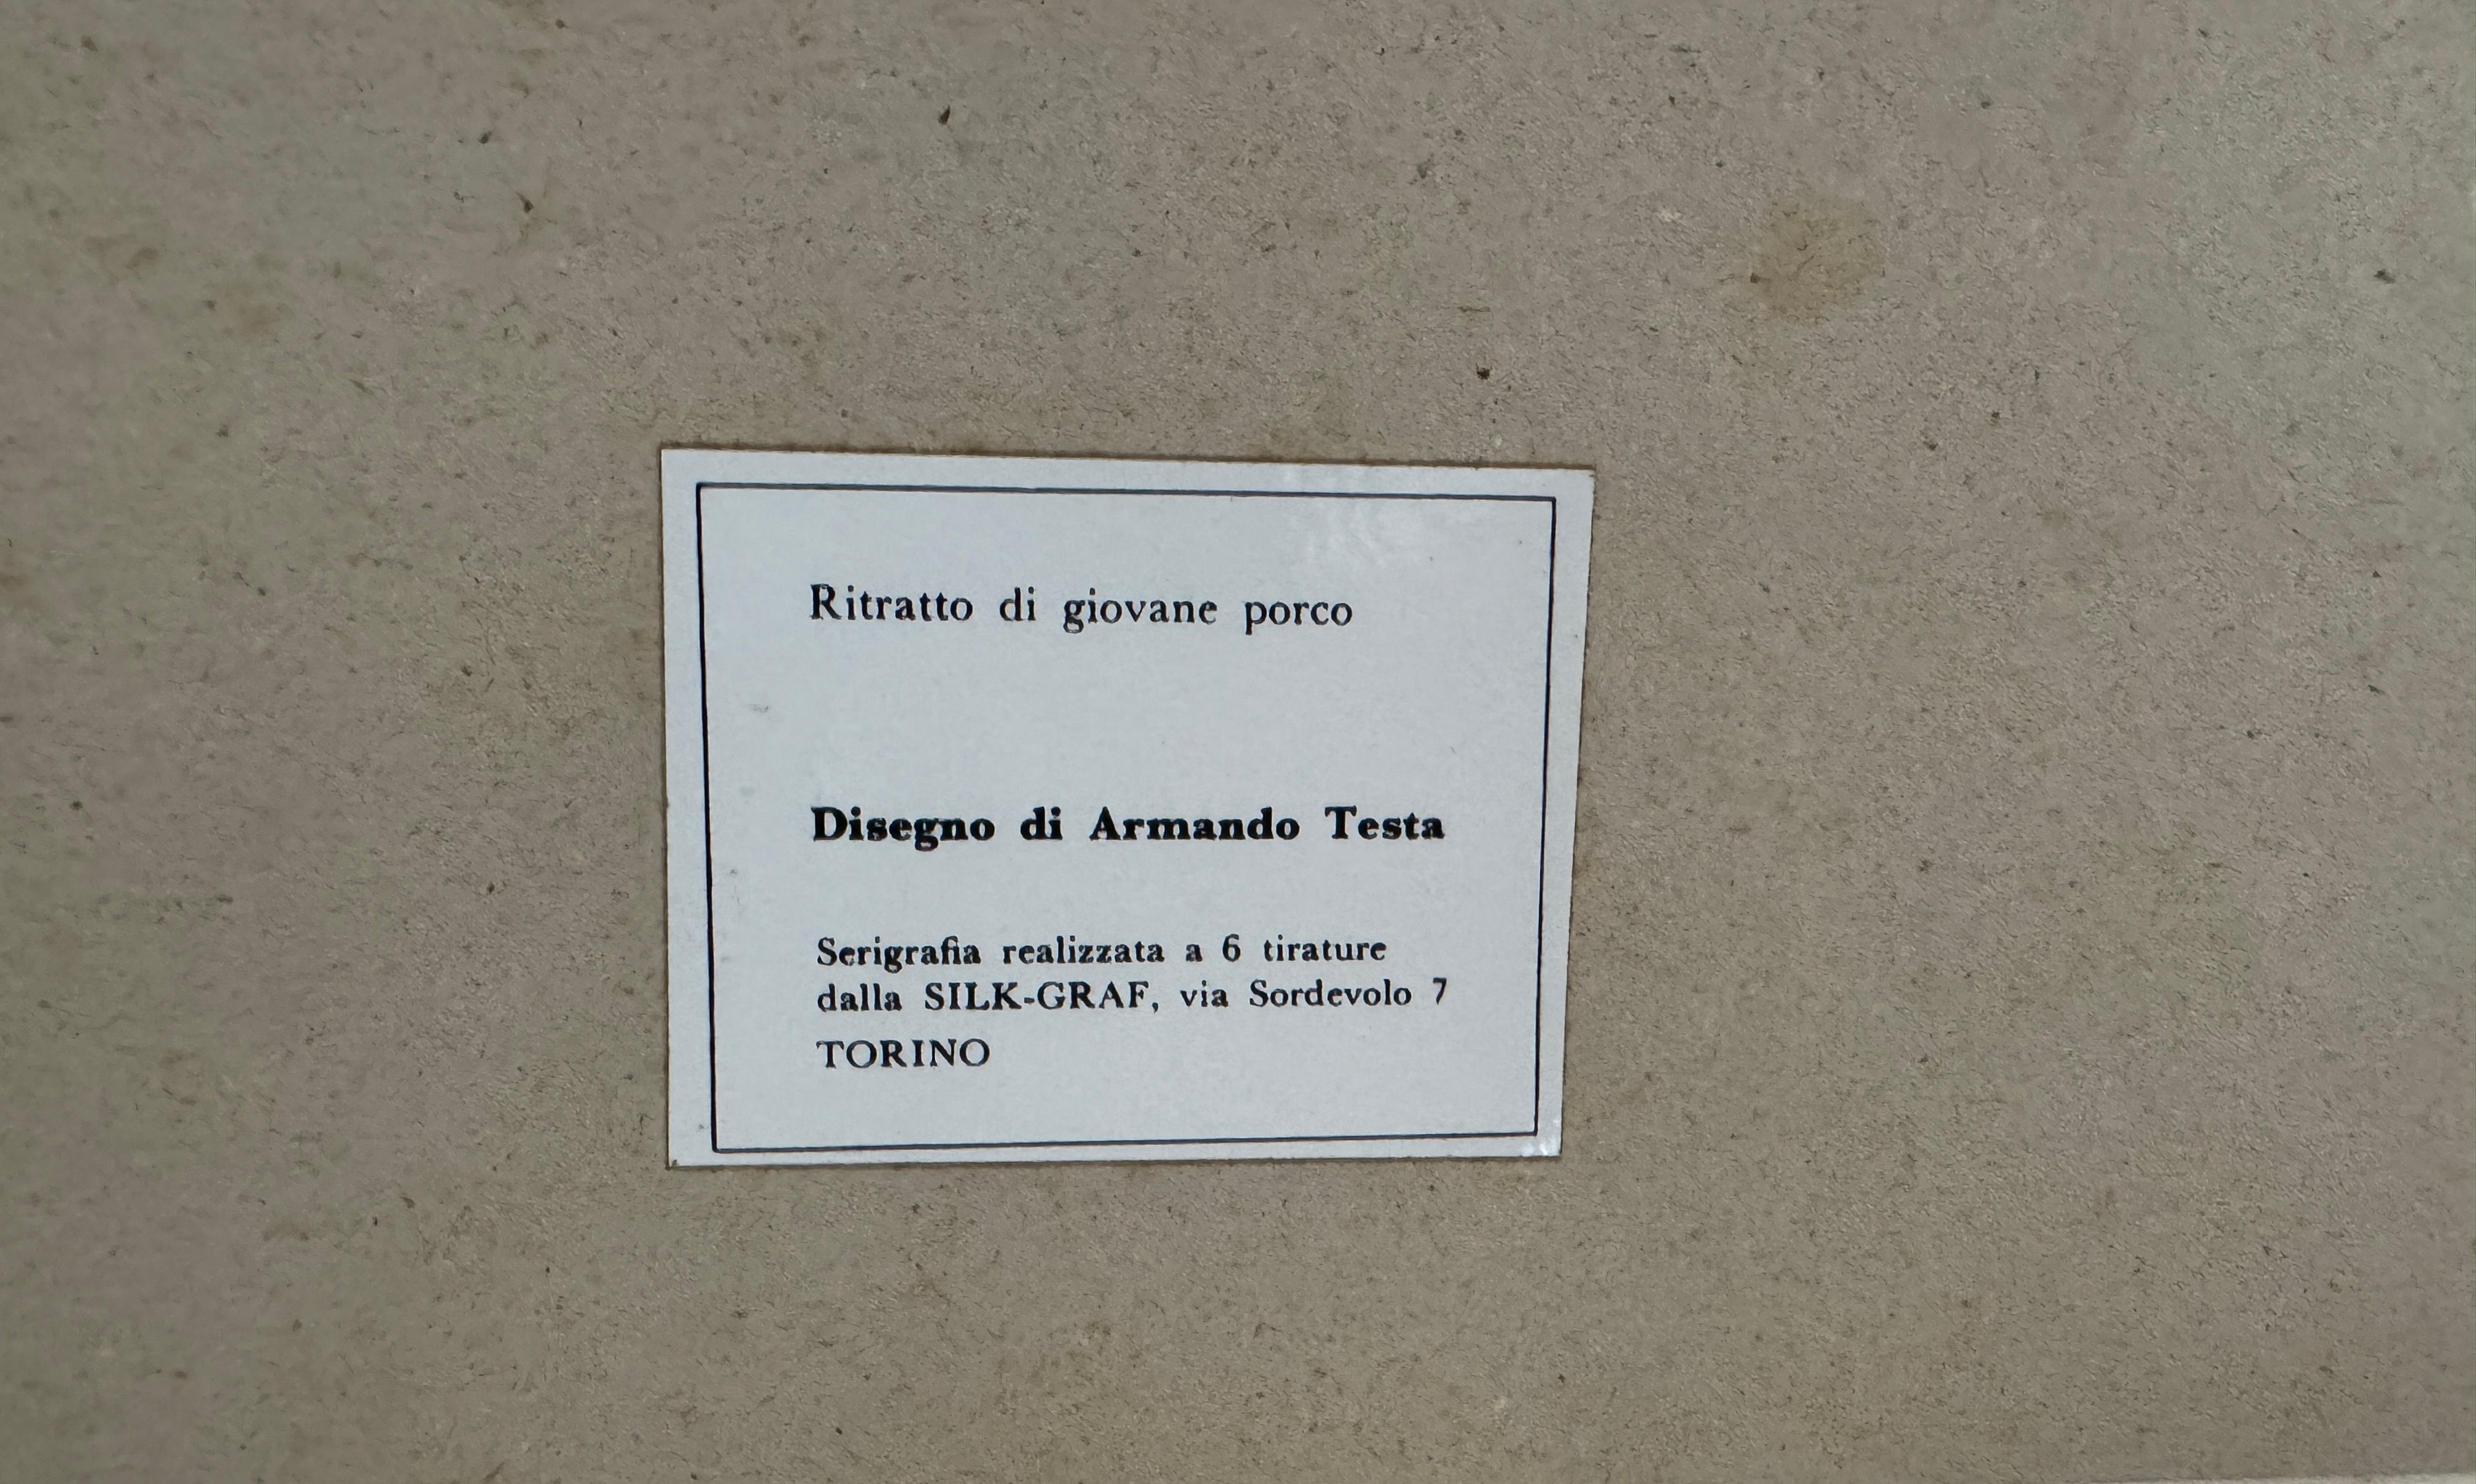 Ritratto di giovane porco
Disegno di Armando Testa
Serigrafia realizzata a 6 tirature
dalla SILK-GRAF, via Sordevolo 7
TORINO